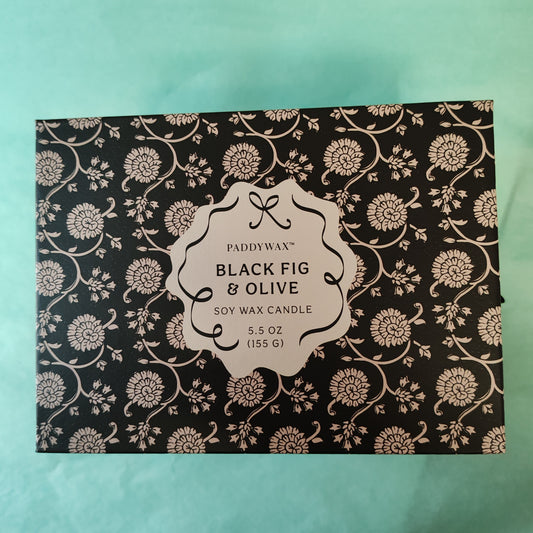 PADDYWAX™
BLACK FIG
& OLIVE
SOY WAX CANDLE
5.5 OZ
(155 G)